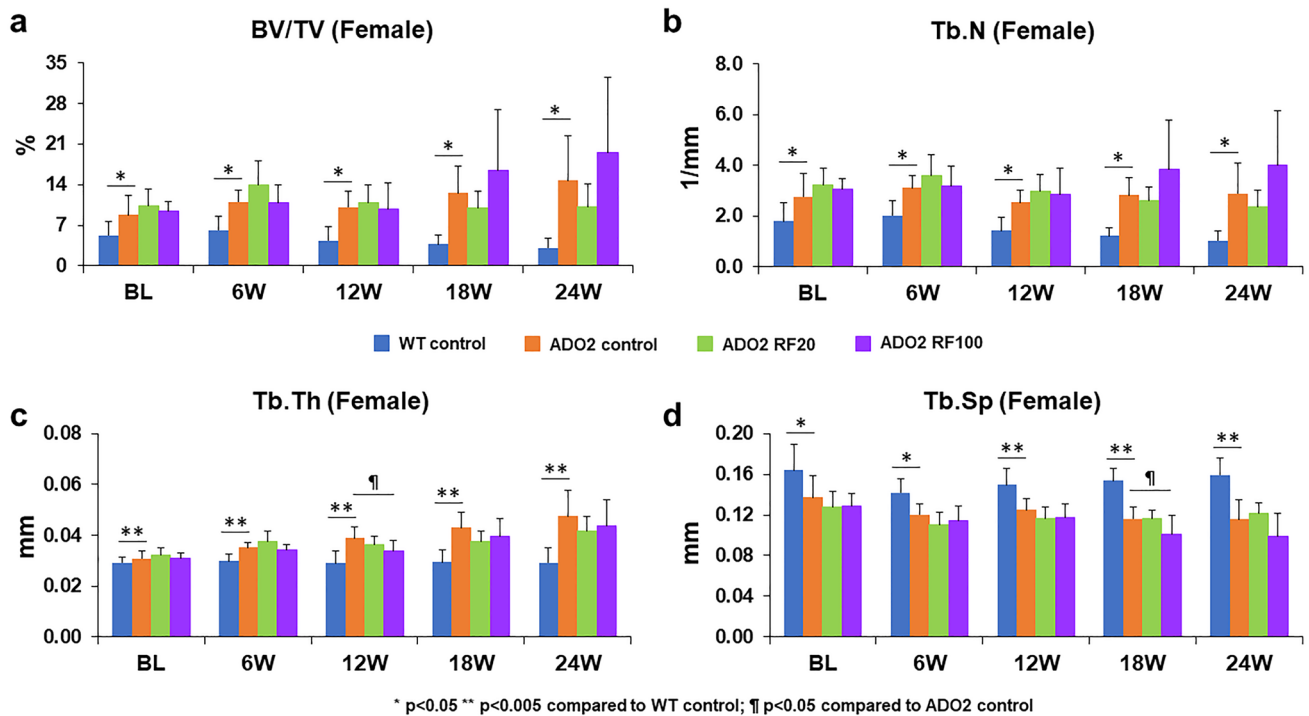 a
BV/TV (Female)
%
35
28
21
14
7
0
* * * * *
BL 6W 12W 18W 24W
b
Tb.N (Female)
1/mm
8.0
6.0
4.0
2.0
0.0
* * * * *
BL 6W 12W 18W 24W
WT control ADO2 control ADO2 RF20 ADO2 RF100
c
Tb.Th (Female)
mm
0.08
0.06
0.04
0.02
0.00
** ** ** ¶ ** **
BL 6W 12W 18W 24W
d
Tb.Sp (Female)
mm
0.20
0.16
0.12
0.08
0.04
0.00
* * ** ** ¶ **
BL 6W 12W 18W 24W
* p<0.05 ** p<0.005 compared to WT control; ¶ p<0.05 compared to ADO2 control